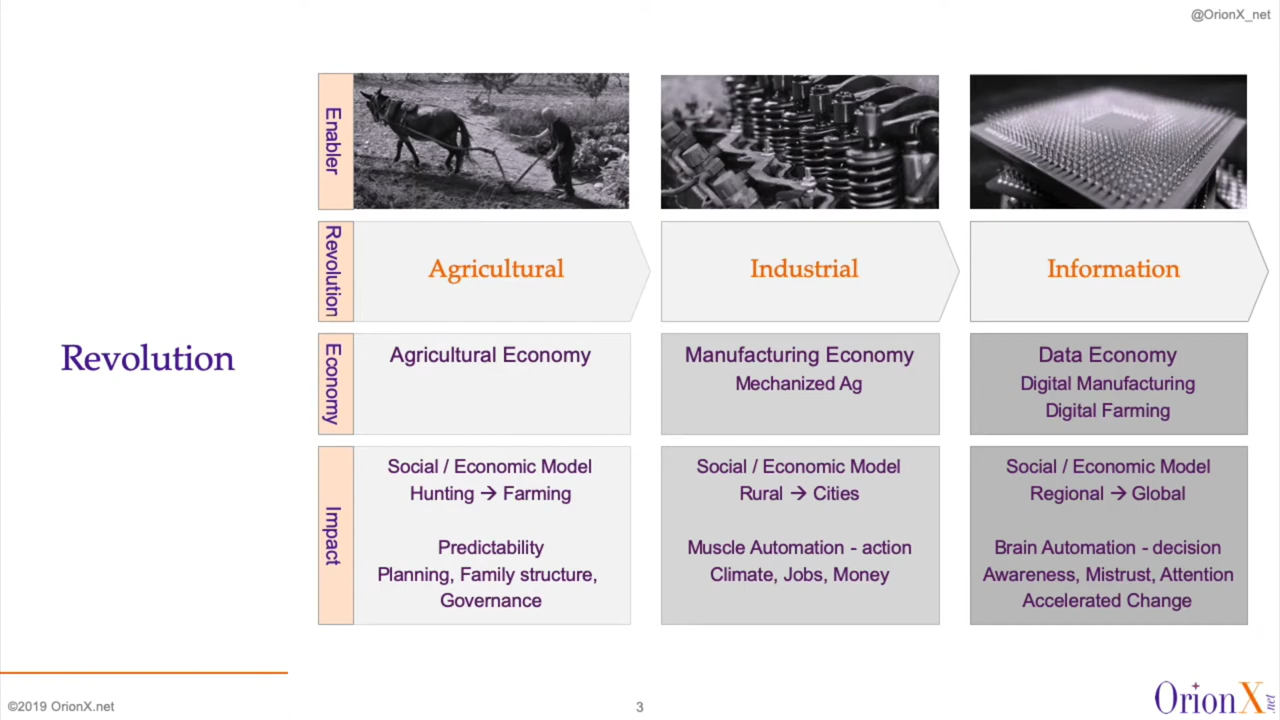 @OrionX_net
Enabler
Revolution
Agricultural
Industrial
Information
Revolution
Economy
Agricultural Economy
Manufacturing Economy
Mechanized Ag
Data Economy
Digital Manufacturing
Digital Farming
Impact
Social / Economic Model
Hunting → Farming
Predictability
Planning, Family structure,
Governance
Social / Economic Model
Rural → Cities
Muscle Automation - action
Climate, Jobs, Money
Social / Economic Model
Regional → Global
Brain Automation - decision
Awareness, Mistrust, Attention
Accelerated Change
©2019 OrionX.net
3
OrionX.net